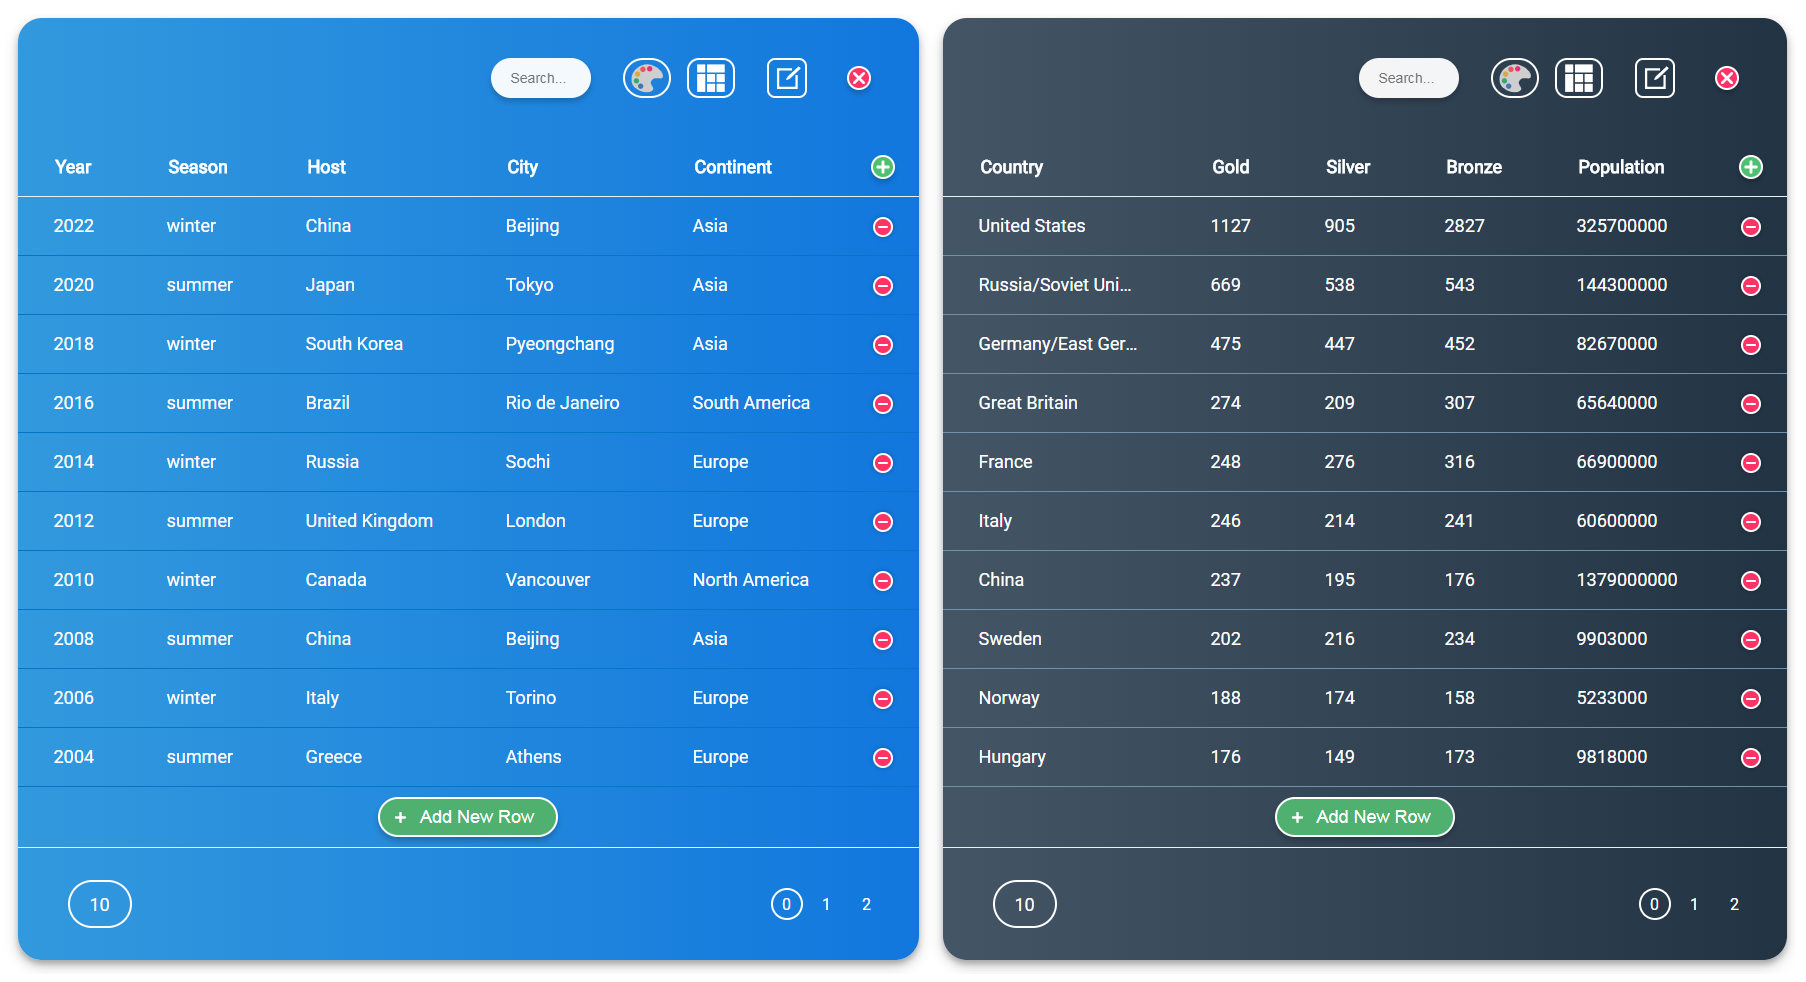 Search...
Year Season Host City Continent
2022 winter China Beijing Asia
2020 summer Japan Tokyo Asia
2018 winter South Korea Pyeongchang Asia
2016 summer Brazil Rio de Janeiro South America
2014 winter Russia Sochi Europe
2012 summer United Kingdom London Europe
2010 winter Canada Vancouver North America
2008 summer China Beijing Asia
2006 winter Italy Torino Europe
2004 summer Greece Athens Europe
+ Add New Row
10 0 1 2
Search...
Country Gold Silver Bronze Population
United States 1127 905 2827 325700000
Russia/Soviet Uni... 669 538 543 144300000
Germany/East Ger... 475 447 452 82670000
Great Britain 274 209 307 65640000
France 248 276 316 66900000
Italy 246 214 241 60600000
China 237 195 176 1379000000
Sweden 202 216 234 9903000
Norway 188 174 158 5233000
Hungary 176 149 173 9818000
+ Add New Row
10 0 1 2